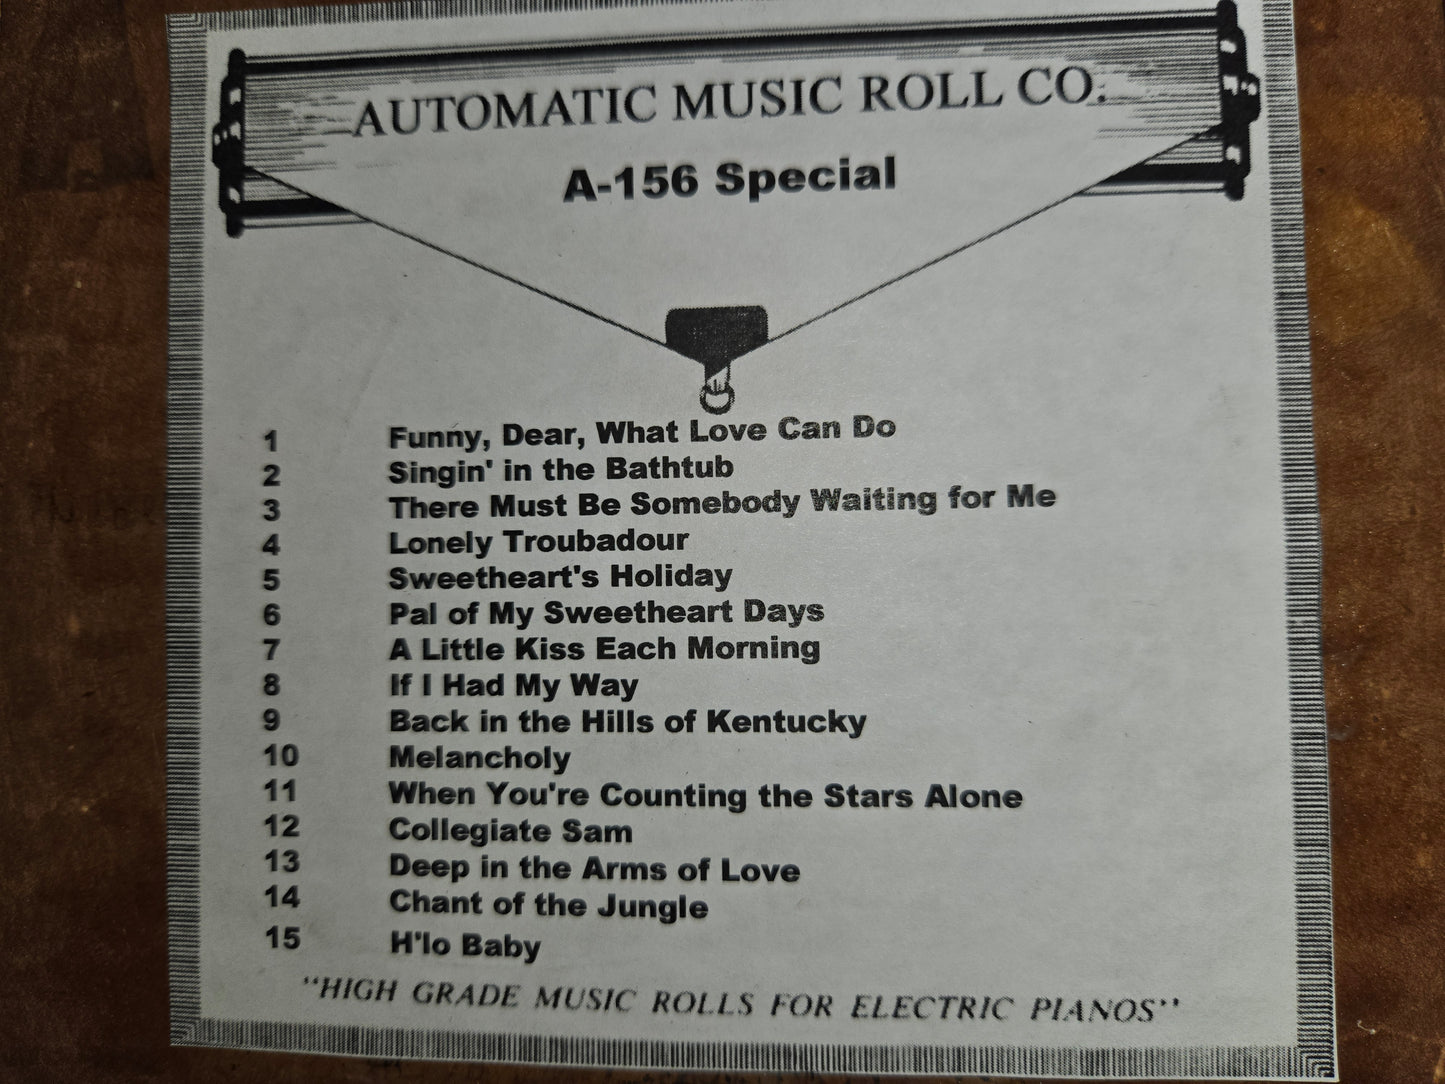 AUTOMATIC MUSIC ROLL CO.
A-156 Special
1 Funny, Dear, What Love Can Do
2 Singin' in the Bathtub
3 There Must Be Somebody Waiting for Me
4 Lonely Troubadour
5 Sweetheart's Holiday
6 Pal of My Sweetheart Days
7 A Little Kiss Each Morning
8 If I Had My Way
9 Back in the Hills of Kentucky
10 Melancholy
11 When You're Counting the Stars Alone
12 Collegiate Sam
13 Deep in the Arms of Love
14 Chant of the Jungle
15 H'lo Baby
"HIGH GRADE MUSIC ROLLS FOR ELECTRIC PIANOS"